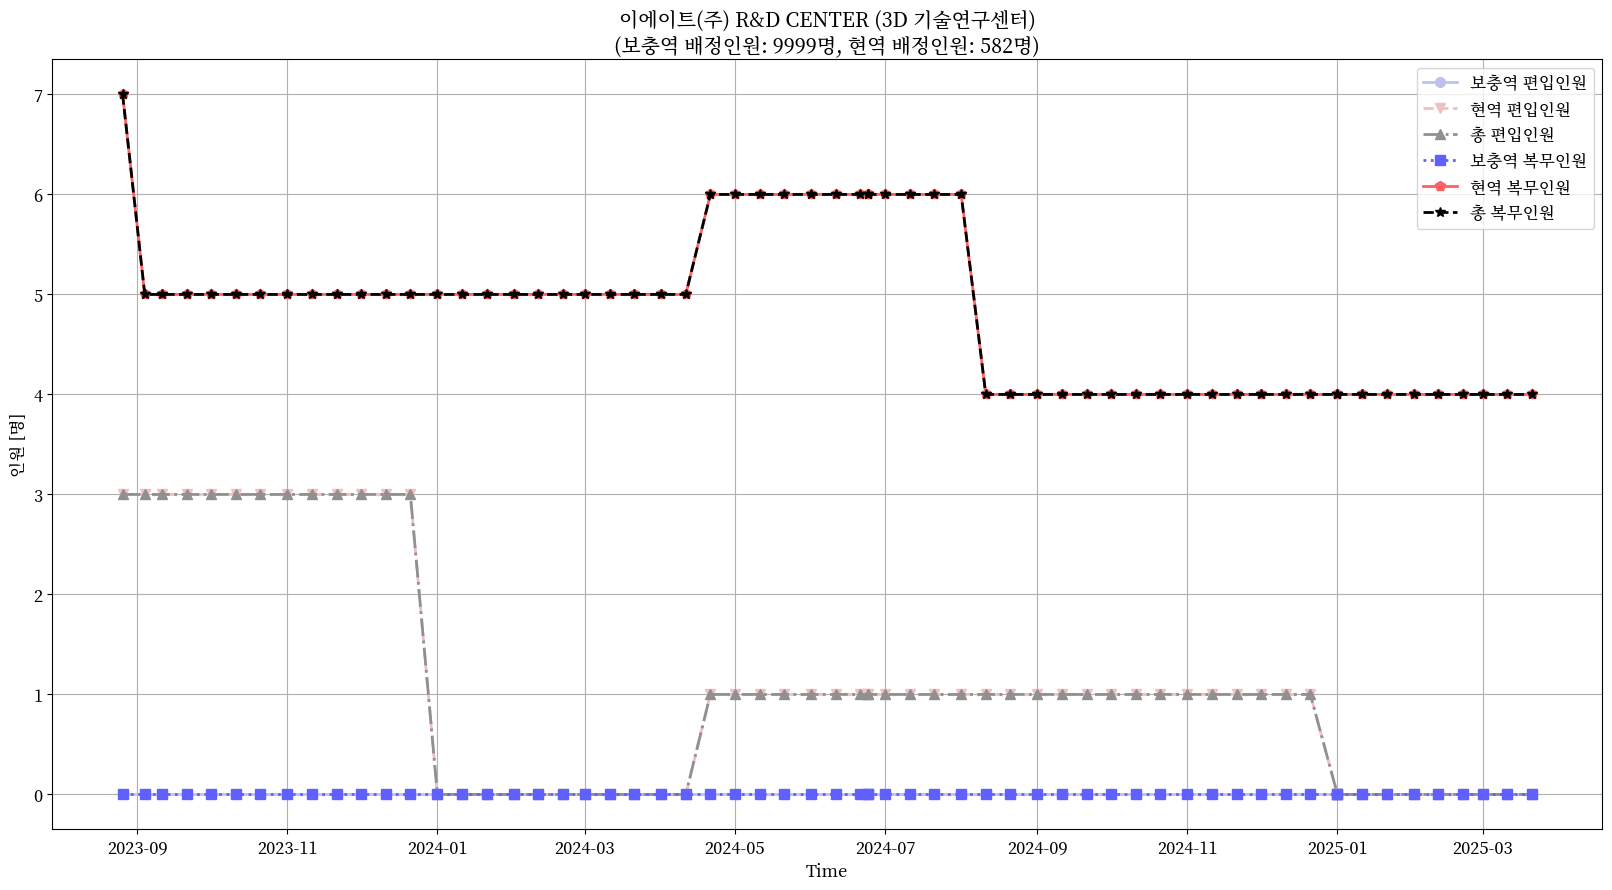 이에이트(주) R&D CENTER (3D 기술연구센터)
(보충역 배정인원: 9999명, 현역 배정인원: 582명)
보충역 편입인원
현역 편입인원
총 편입인원
보충역 복무인원
현역 복무인원
총 복무인원
인원 [명]
7
6
5
4
3
2
1
0
2023-09
2023-11
2024-01
2024-03
2024-05
2024-07
2024-09
2024-11
2025-01
2025-03
Time